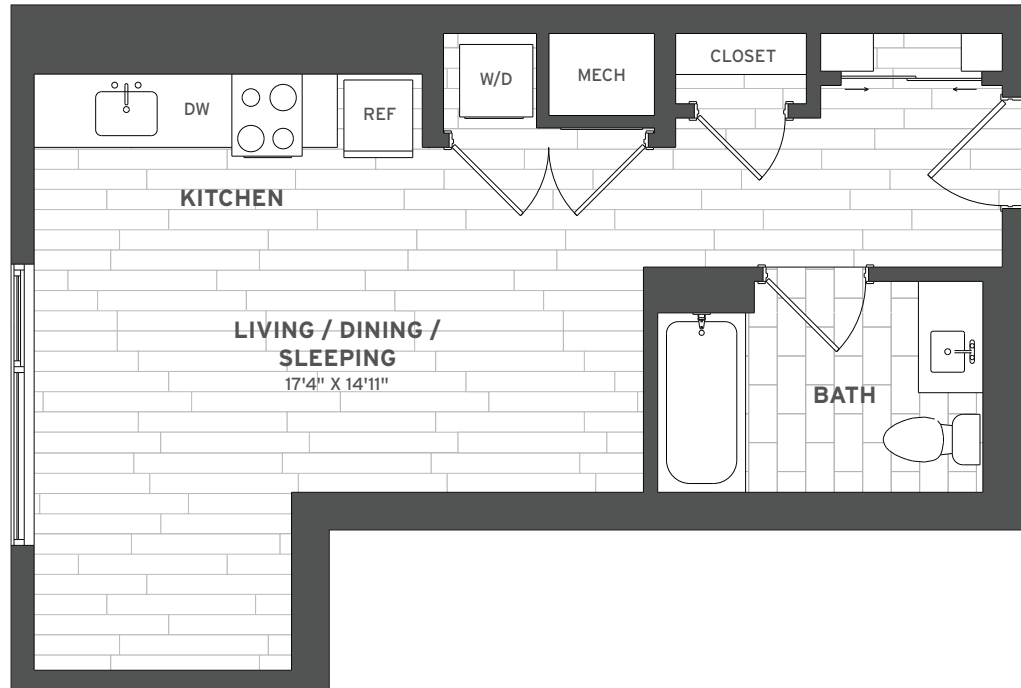 CLOSET
W/D
MECH
DW
REF
KITCHEN
LIVING / DINING /
SLEEPING
17'4" X 14'11"
BATH